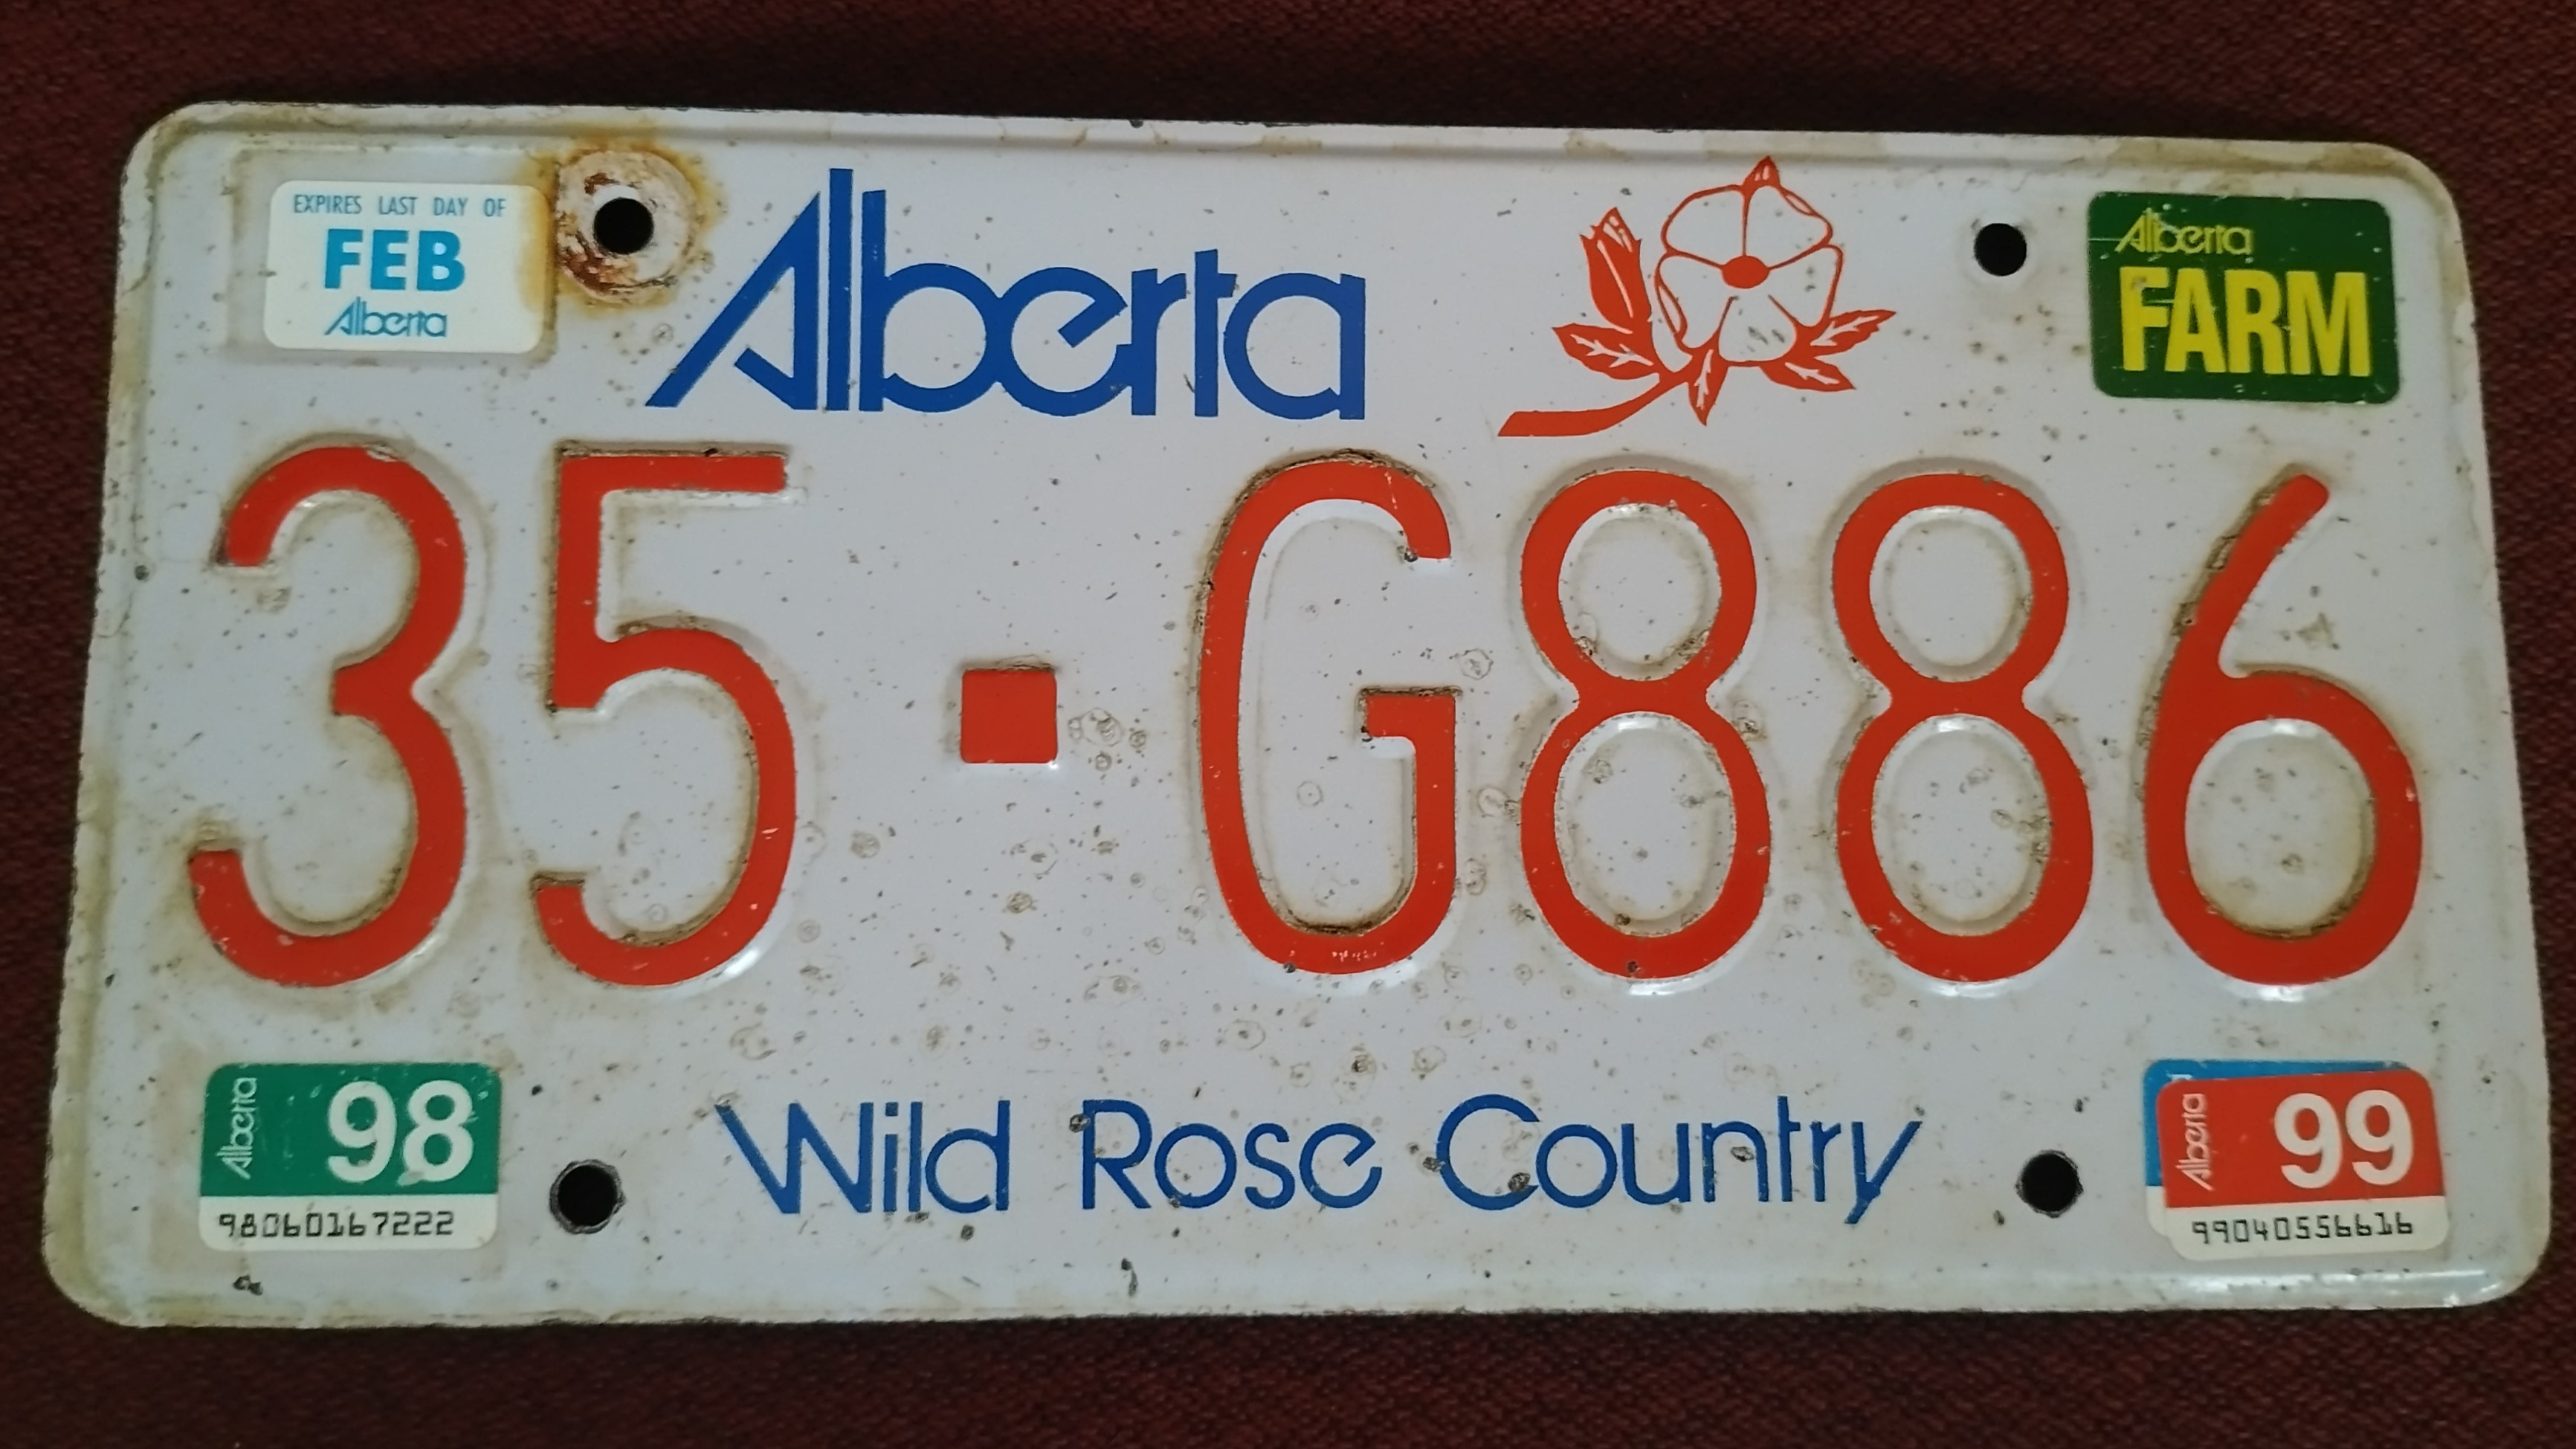 EXPIRES LAST DAY OF
FEB
Alberta
Alberta
Alberta
FARM
35 G886
Alberta
98
98060167222
Wild Rose Country
Alberta
99
99040556616